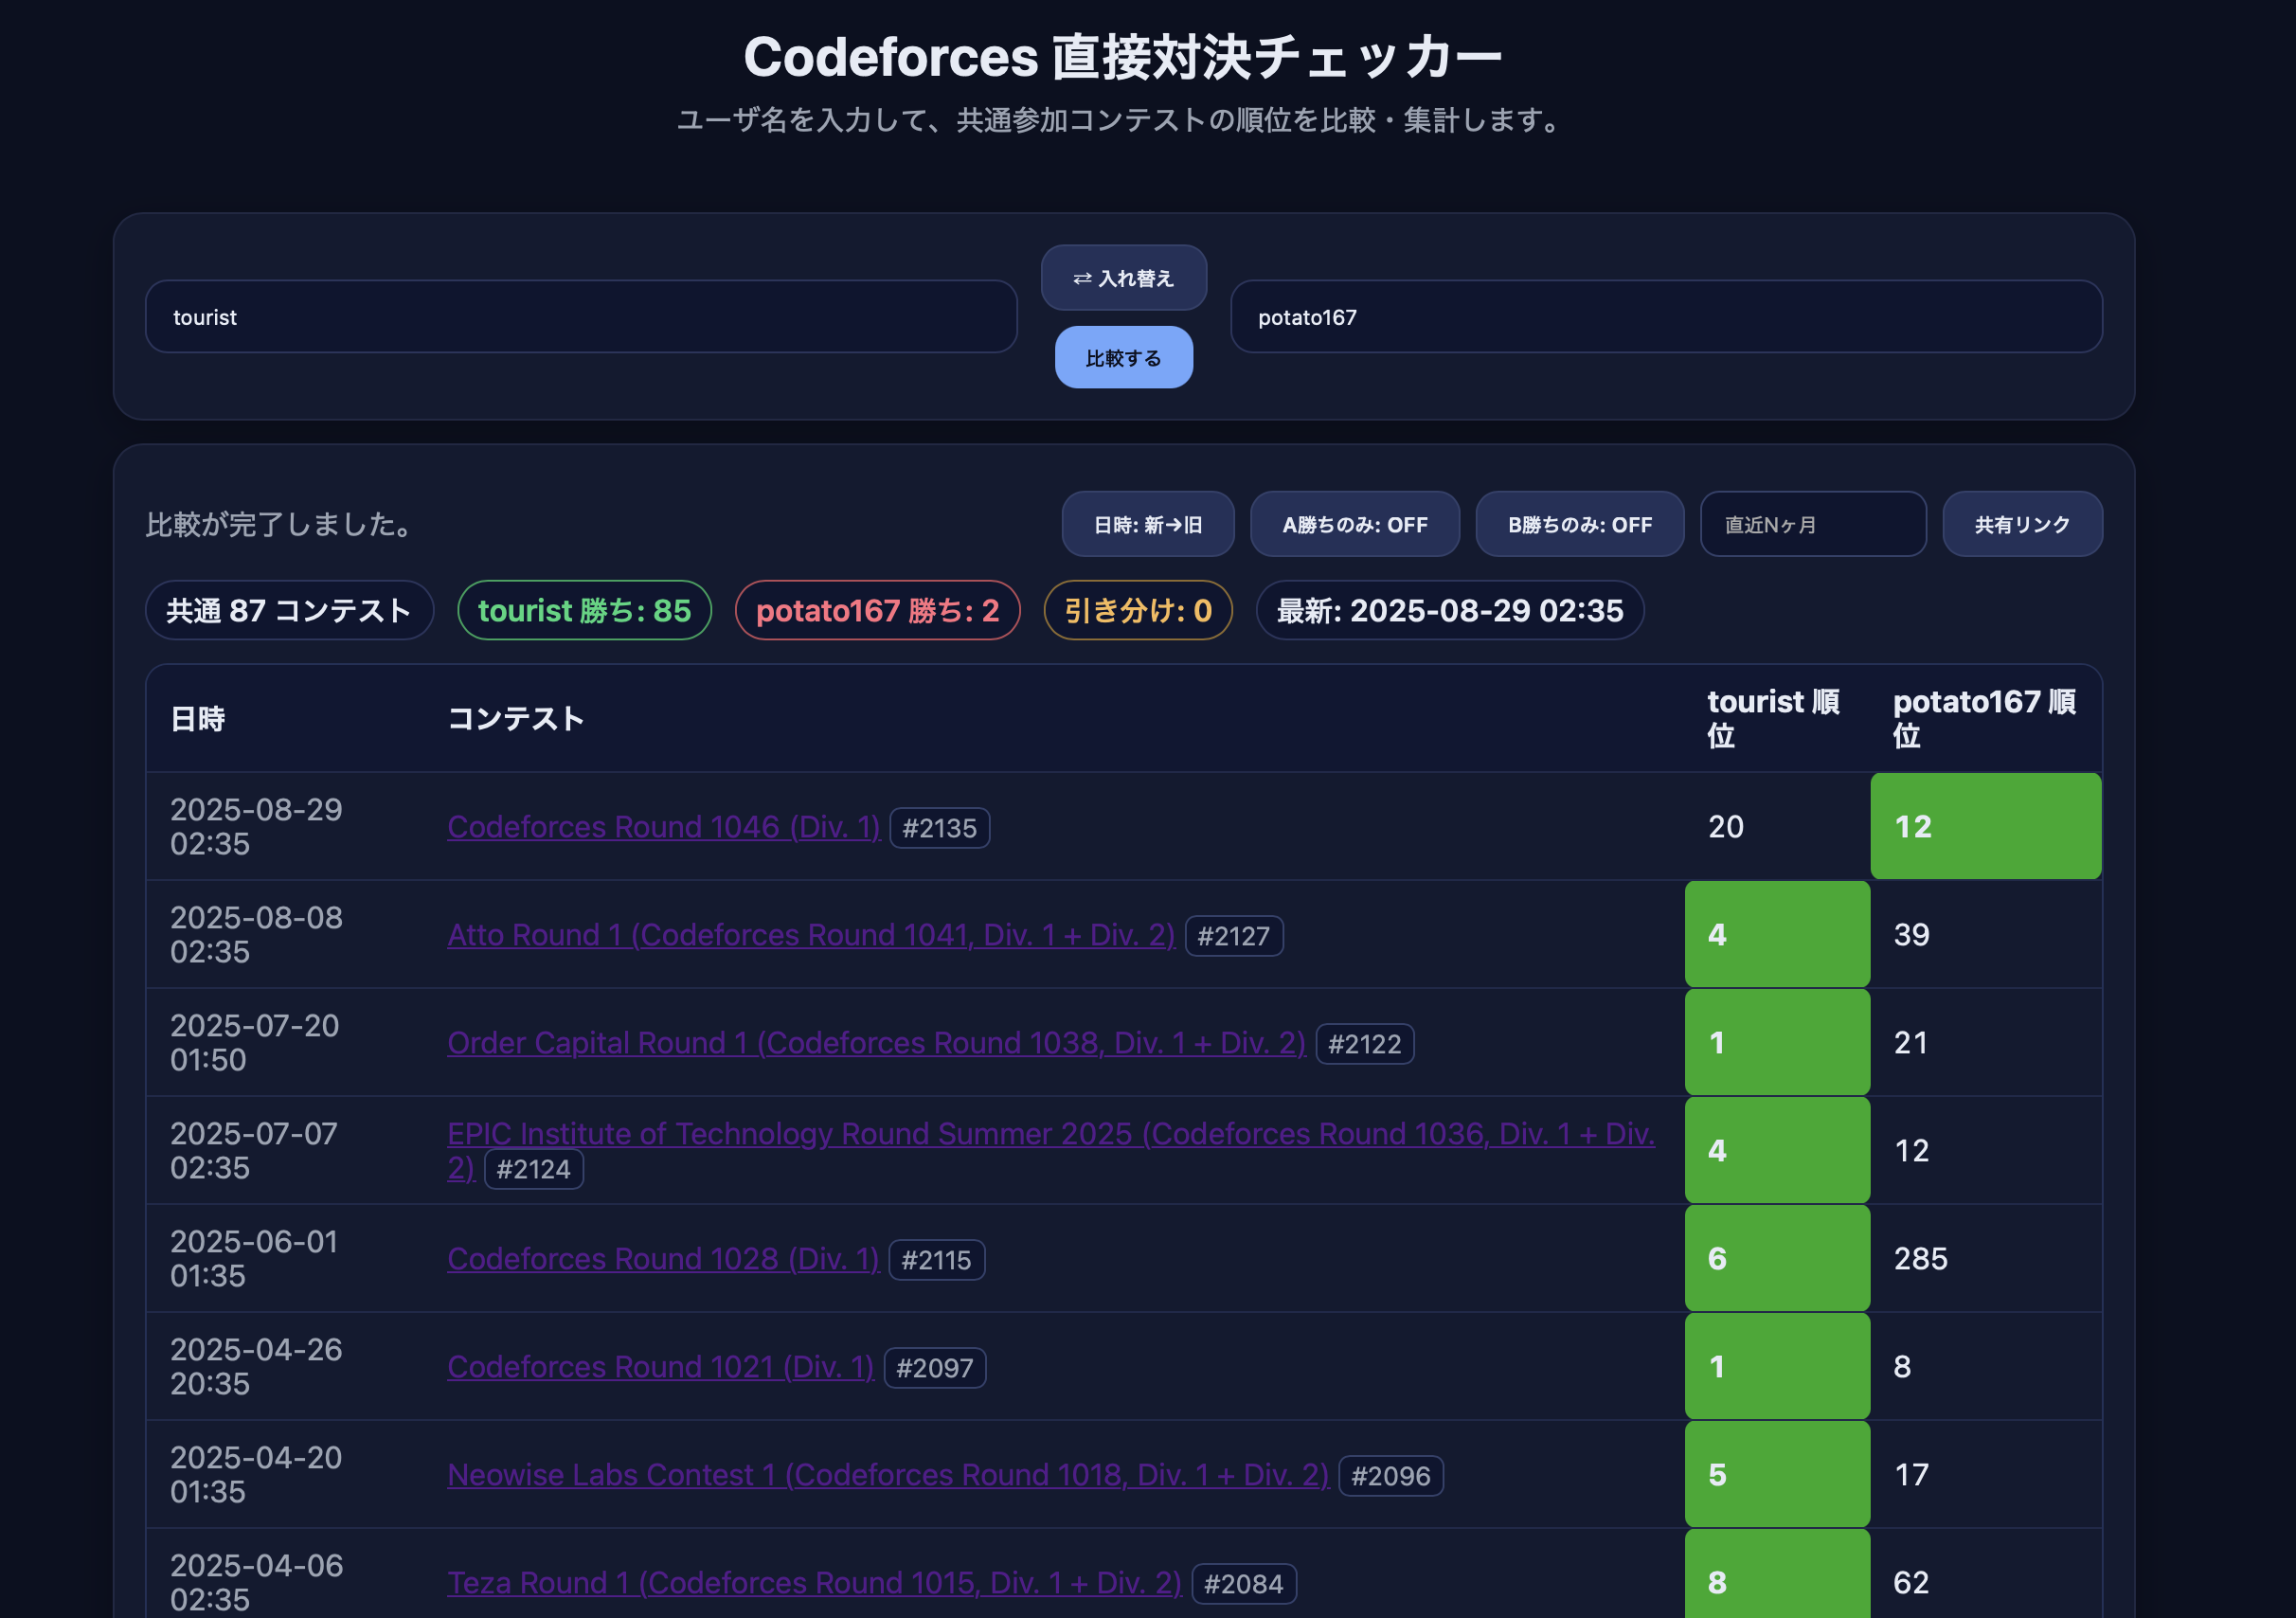 Codeforces 直接対決チェッカー
ユーザ名を入力して、共通参加コンテストの順位を比較・集計します。
tourist
⇄ 入れ替え
比較する
potato167
比較が完了しました。
日時: 新→旧
A勝ちのみ: OFF
B勝ちのみ: OFF
直近Nヶ月
共有リンク
共通 87 コンテスト
tourist 勝ち: 85
potato167 勝ち: 2
引き分け: 0
最新: 2025-08-29 02:35
日時
コンテスト
tourist 順
位
potato167 順
位
2025-08-29
02:35
Codeforces Round 1046 (Div. 1) #2135
20
12
2025-08-08
02:35
Atto Round 1 (Codeforces Round 1041, Div. 1 + Div. 2) #2127
4
39
2025-07-20
01:50
Order Capital Round 1 (Codeforces Round 1038, Div. 1 + Div. 2) #2122
1
21
2025-07-07
02:35
EPIC Institute of Technology Round Summer 2025 (Codeforces Round 1036, Div. 1 + Div.
2) #2124
4
12
2025-06-01
01:35
Codeforces Round 1028 (Div. 1) #2115
6
285
2025-04-26
20:35
Codeforces Round 1021 (Div. 1) #2097
1
8
2025-04-20
01:35
Neowise Labs Contest 1 (Codeforces Round 1018, Div. 1 + Div. 2) #2096
5
17
2025-04-06
02:35
Teza Round 1 (Codeforces Round 1015, Div. 1 + Div. 2) #2084
8
62